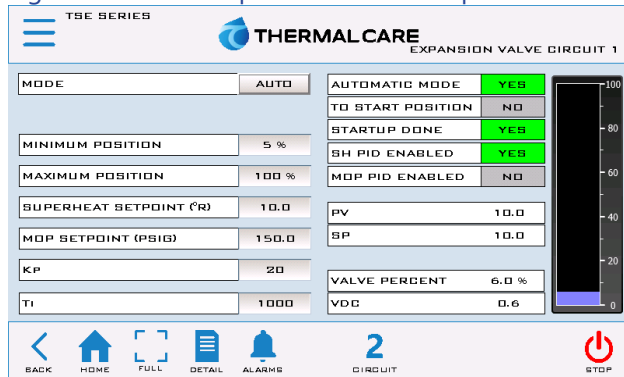 TSE SERIES
THERMALCARE
EXPANSION VALVE CIRCUIT 1
MODE AUTO
MINIMUM POSITION 5 %
MAXIMUM POSITION 100 %
SUPERHEAT SETPOINT (°R) 10.0
MOP SETPOINT (PSIG) 150.0
KP 20
TI 1000
AUTOMATIC MODE YES
TO START POSITION NO
STARTUP DONE YES
SH PID ENABLED YES
MOP PID ENABLED NO
PV 10.0
SP 10.0
VALVE PERCENT 6.0 %
VDC 0.6
100
80
60
40
20
0
BACK
HOME
FULL
DETAIL
ALARMS
2
CIRCUIT
STOP